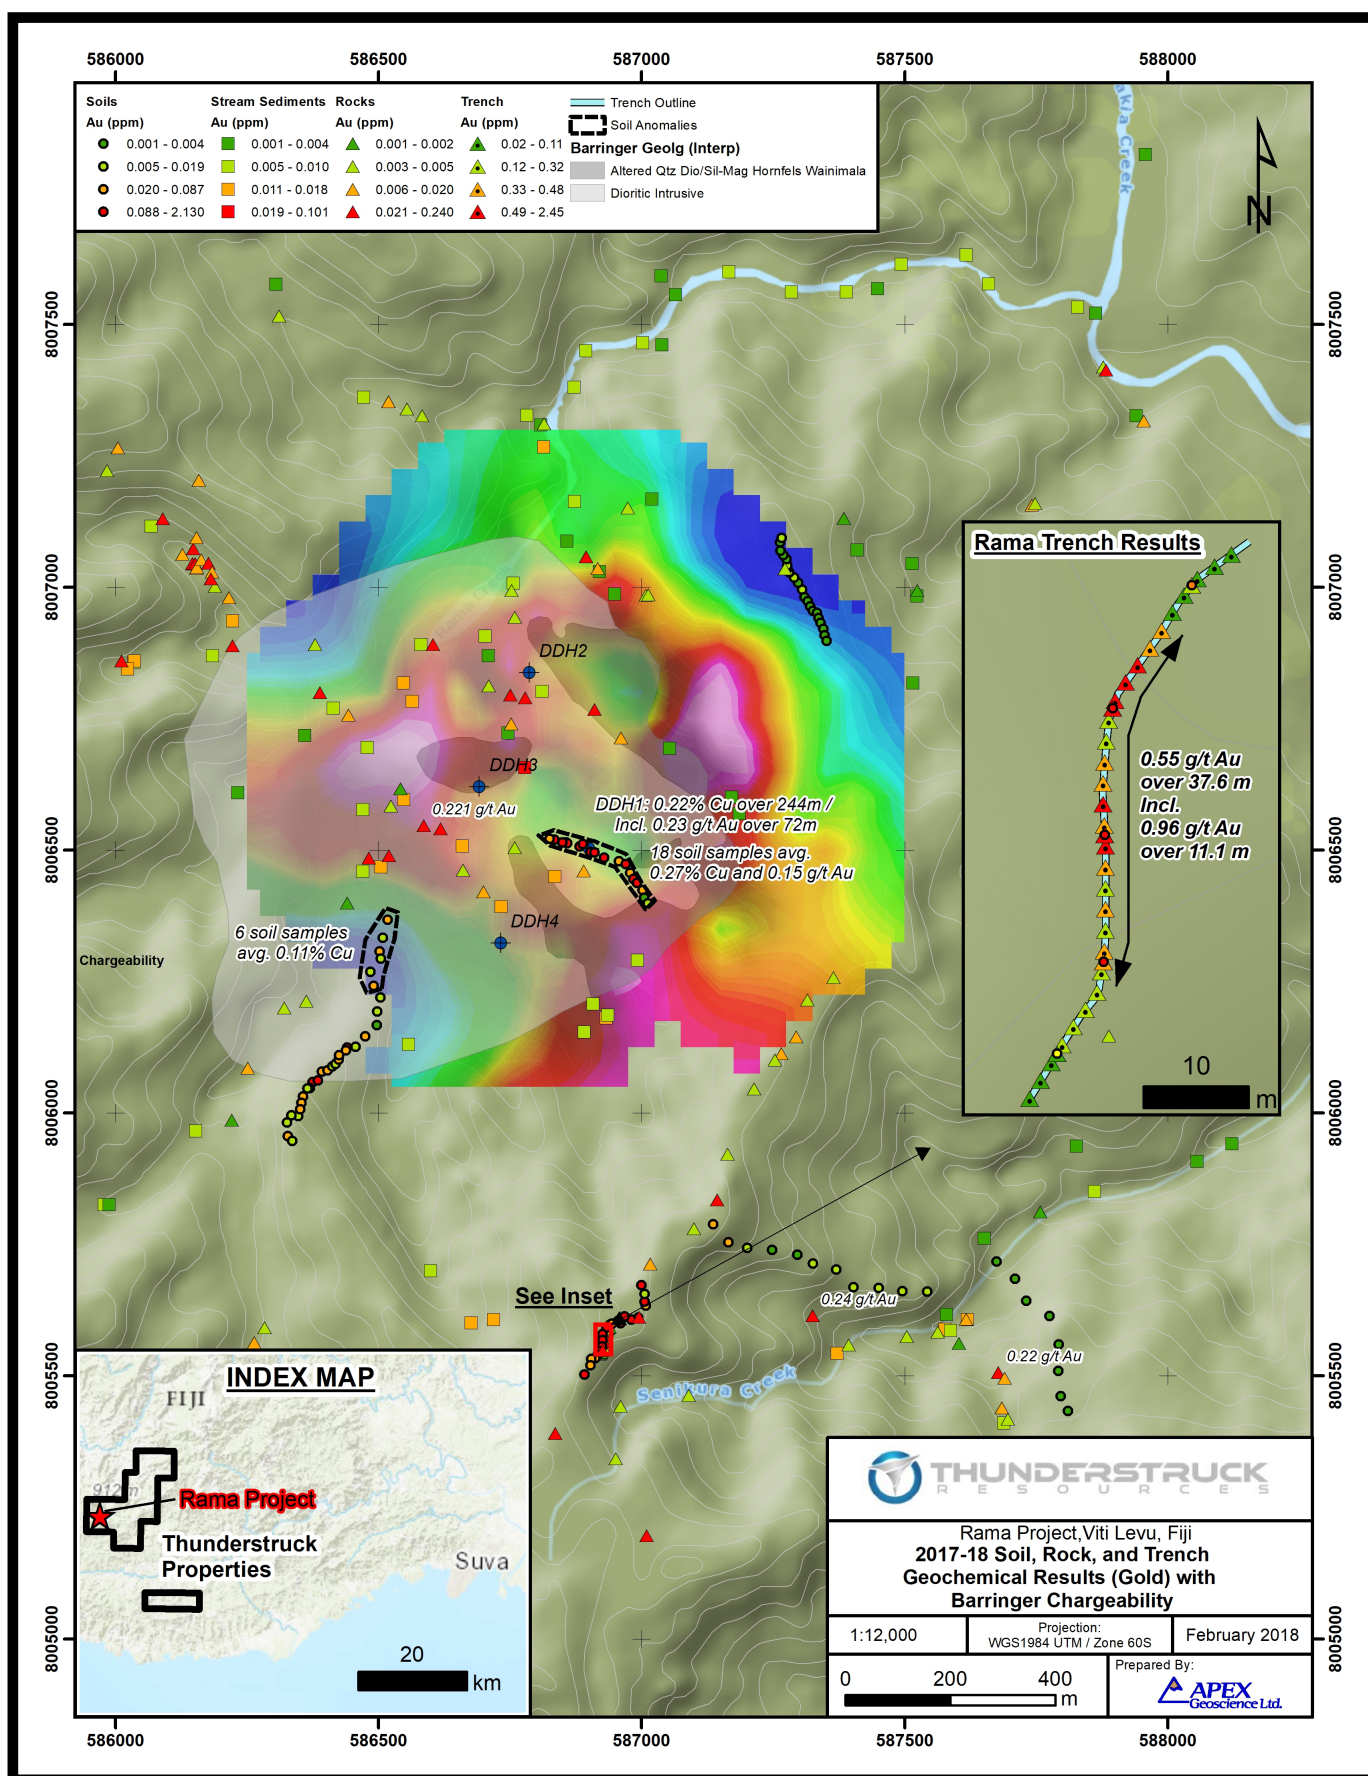 586000 586500 587000 587500 588000
Soils Stream Sediments Rocks Trench
Au (ppm) Au (ppm) Au (ppm) Au (ppm)
0.001 - 0.004 0.001 - 0.004 0.001 - 0.002 0.02 - 0.11
0.005 - 0.019 0.005 - 0.010 0.003 - 0.005 0.12 - 0.32
0.020 - 0.087 0.011 - 0.018 0.006 - 0.020 0.33 - 0.48
0.088 - 2.130 0.019 - 0.101 0.021 - 0.240 0.49 - 2.45
Trench Outline
Soil Anomalies
Barringer Geolg (Interp)
Altered Qtz Dio/Sil-Mag Hornfels Wainimala
Dioritic Intrusive
akla Creek
N
8007500 8007500
8007000 8007000
8006500 8006500
8006000 8006000
8005500 8005500
8005000 8005000
Rama Trench Results
0.55 g/t Au
over 37.6 m
Incl.
0.96 g/t Au
over 11.1 m
10
m
DDH2
DDH3
0.221 g/t Au
DDH1: 0.22% Cu over 244m /
Incl. 0.23 g/t Au over 72m
18 soil samples avg.
0.27% Cu and 0.15 g/t Au
DDH4
6 soil samples
avg. 0.11% Cu
Chargeability
See Inset
0.24 g/t Au
0.22 g/t Au
Senikura Creek
INDEX MAP
FIJI
912m
Rama Project
Thunderstruck
Properties
Suva
20
km
THUNDERSTRUCK
RESOURCES
Rama Project,Viti Levu, Fiji
2017-18 Soil, Rock, and Trench
Geochemical Results (Gold) with
Barringer Chargeability
1:12,000
Projection:
WGS1984 UTM / Zone 60S
February 2018
0 200 400
m
Prepared By:
APEX
Geoscience Ltd.
586000 586500 587000 587500 588000